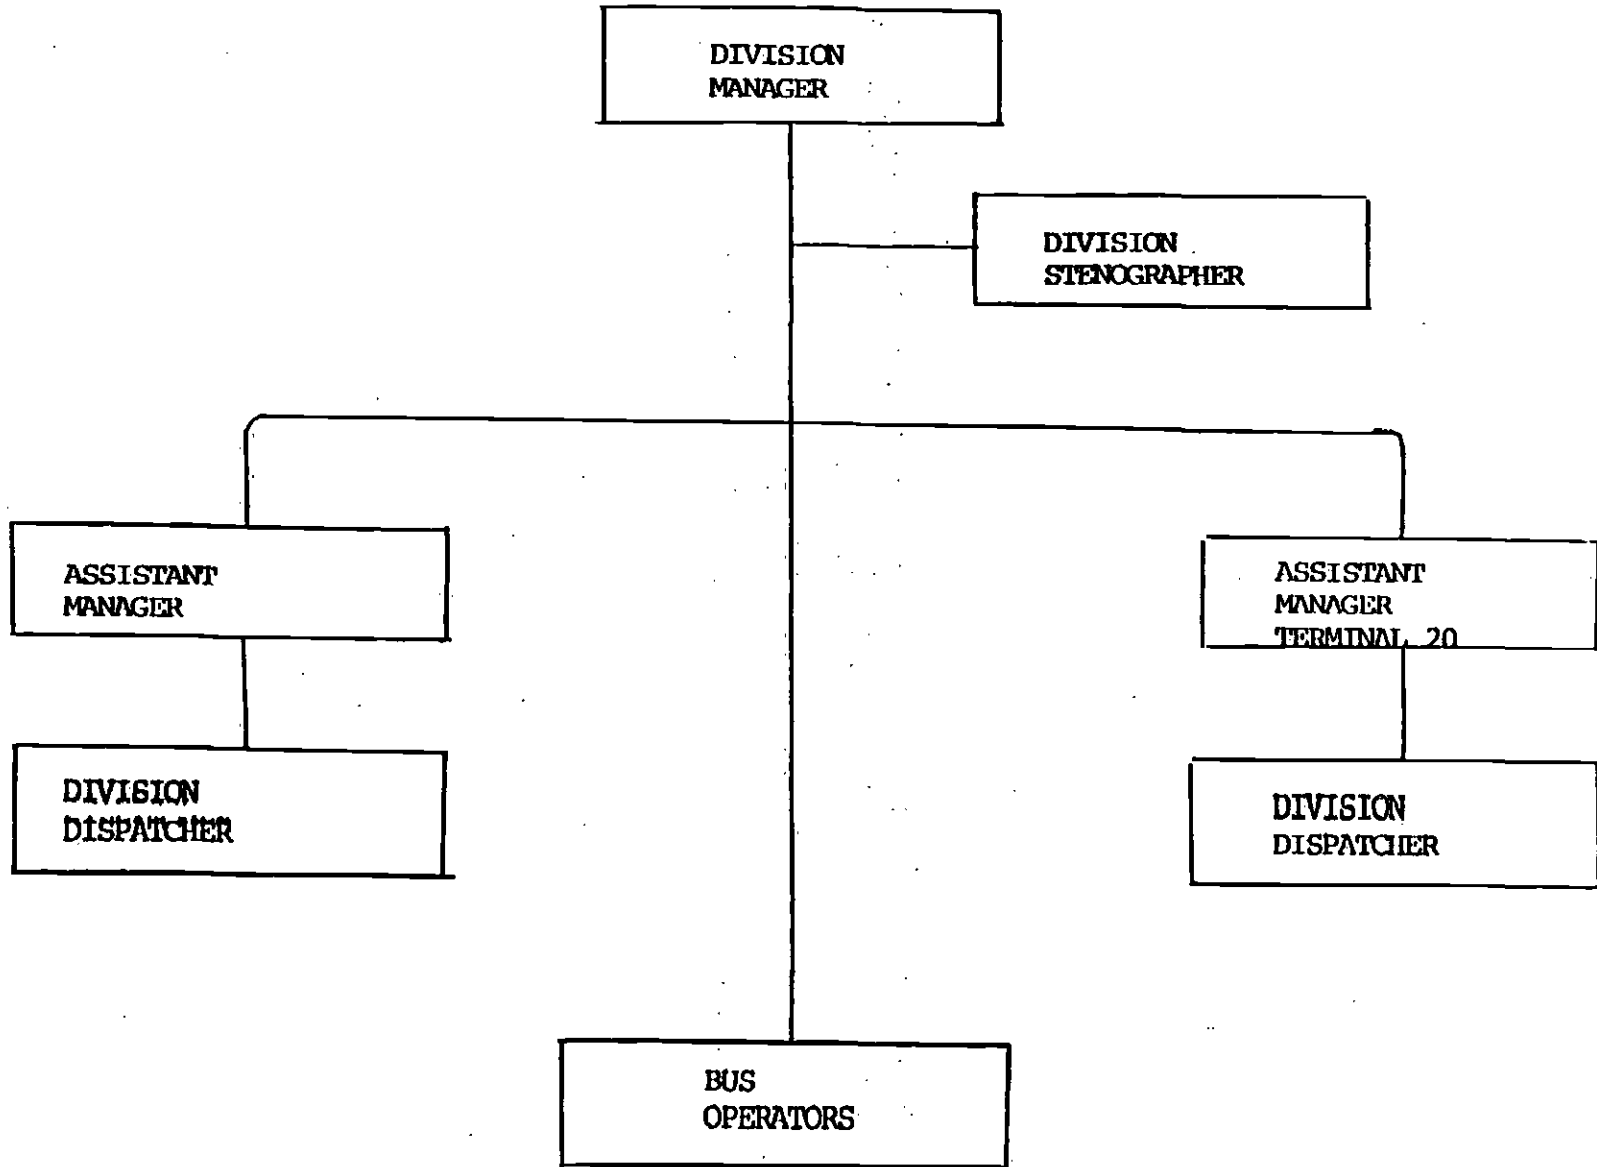 DIVISION
MANAGER
DIVISION
STENOGRAPHER
ASSISTANT
MANAGER
ASSISTANT
MANAGER
TERMINAL 20
DIVISION
DISPATCHER
DIVISION
DISPATCHER
BUS
OPERATORS